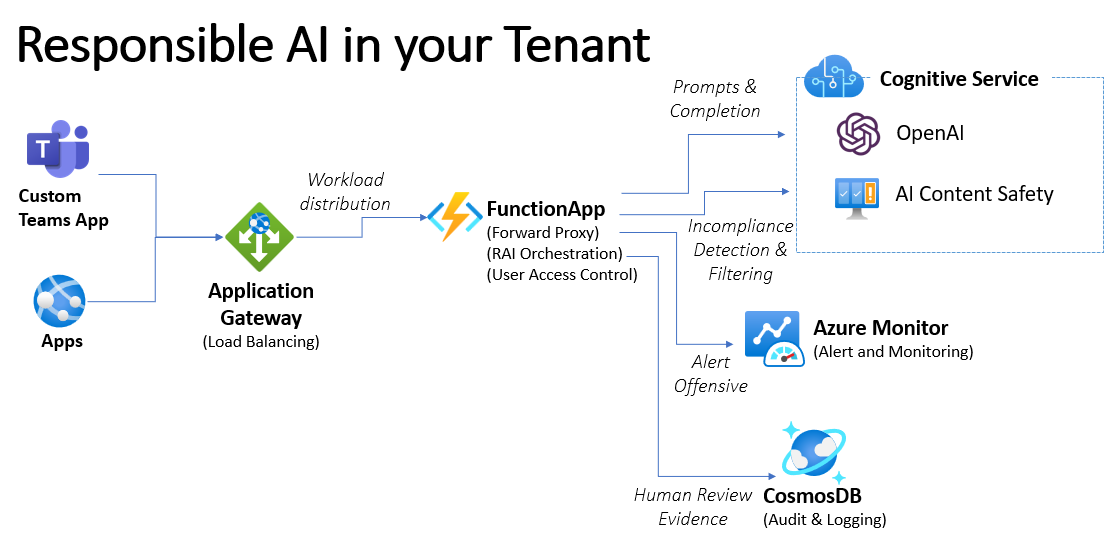 Responsible AI in your Tenant
Prompts &
Completion
Cognitive Service
OpenAI
AI Content Safety
T
Custom
Teams App
Workload
distribution
FunctionApp
(Forward Proxy)
(RAI Orchestration)
(User Access Control)
Incompliance
Detection &
Filtering
Application
Gateway
(Load Balancing)
Apps
Azure Monitor
(Alert and Monitoring)
Alert
Offensive
Human Review
Evidence
CosmosDB
(Audit & Logging)